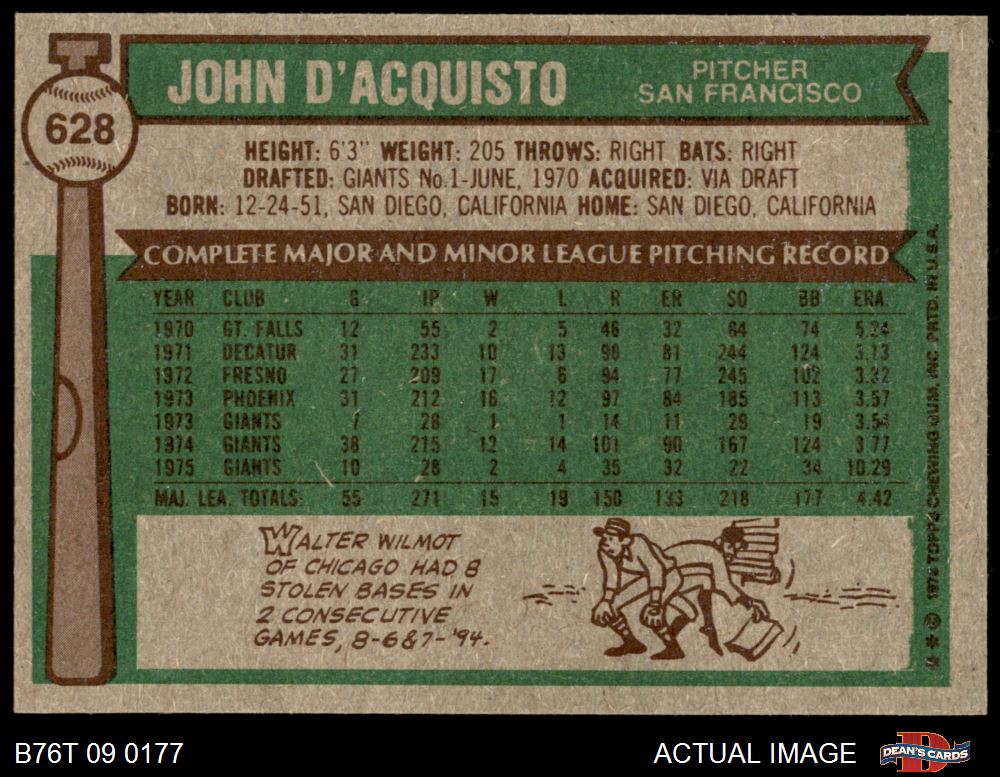 JOHN D'ACQUISTO
PITCHER
SAN FRANCISCO
628
HEIGHT: 6'3" WEIGHT: 205 THROWS: RIGHT BATS: RIGHT
DRAFTED: GIANTS No.1-JUNE, 1970 ACQUIRED: VIA DRAFT
BORN: 12-24-51, SAN DIEGO, CALIFORNIA HOME: SAN DIEGO, CALIFORNIA
COMPLETE MAJOR AND MINOR LEAGUE PITCHING RECORD
YEAR CLUB G IP W L R ER SO BB ERA
1970 GT. FALLS 12 55 2 5 46 32 64 74 5.24
1971 DECATUR 31 233 10 13 98 81 244 124 3.13
1972 FRESNO 27 209 17 6 94 77 245 102 3.32
1973 PHOENIX 31 212 16 12 97 84 185 113 3.57
1973 GIANTS 7 28 1 1 14 11 29 19 3.54
1974 GIANTS 38 215 12 14 101 90 167 124 3.77
1975 GIANTS 10 28 2 4 35 32 22 34 10.29
MAJ. LEA. TOTALS: 55 271 15 19 150 133 218 177 4.42
WALTER WILMOT
OF CHICAGO HAD 8
STOLEN BASES IN
2 CONSECUTIVE
GAMES, 8-6&7-'94.
M * © 1976 TOPPS CHEWING GUM, INC. PRTD. IN U.S.A.
B76T 09 0177
ACTUAL IMAGE
D
DEAN'S CARDS